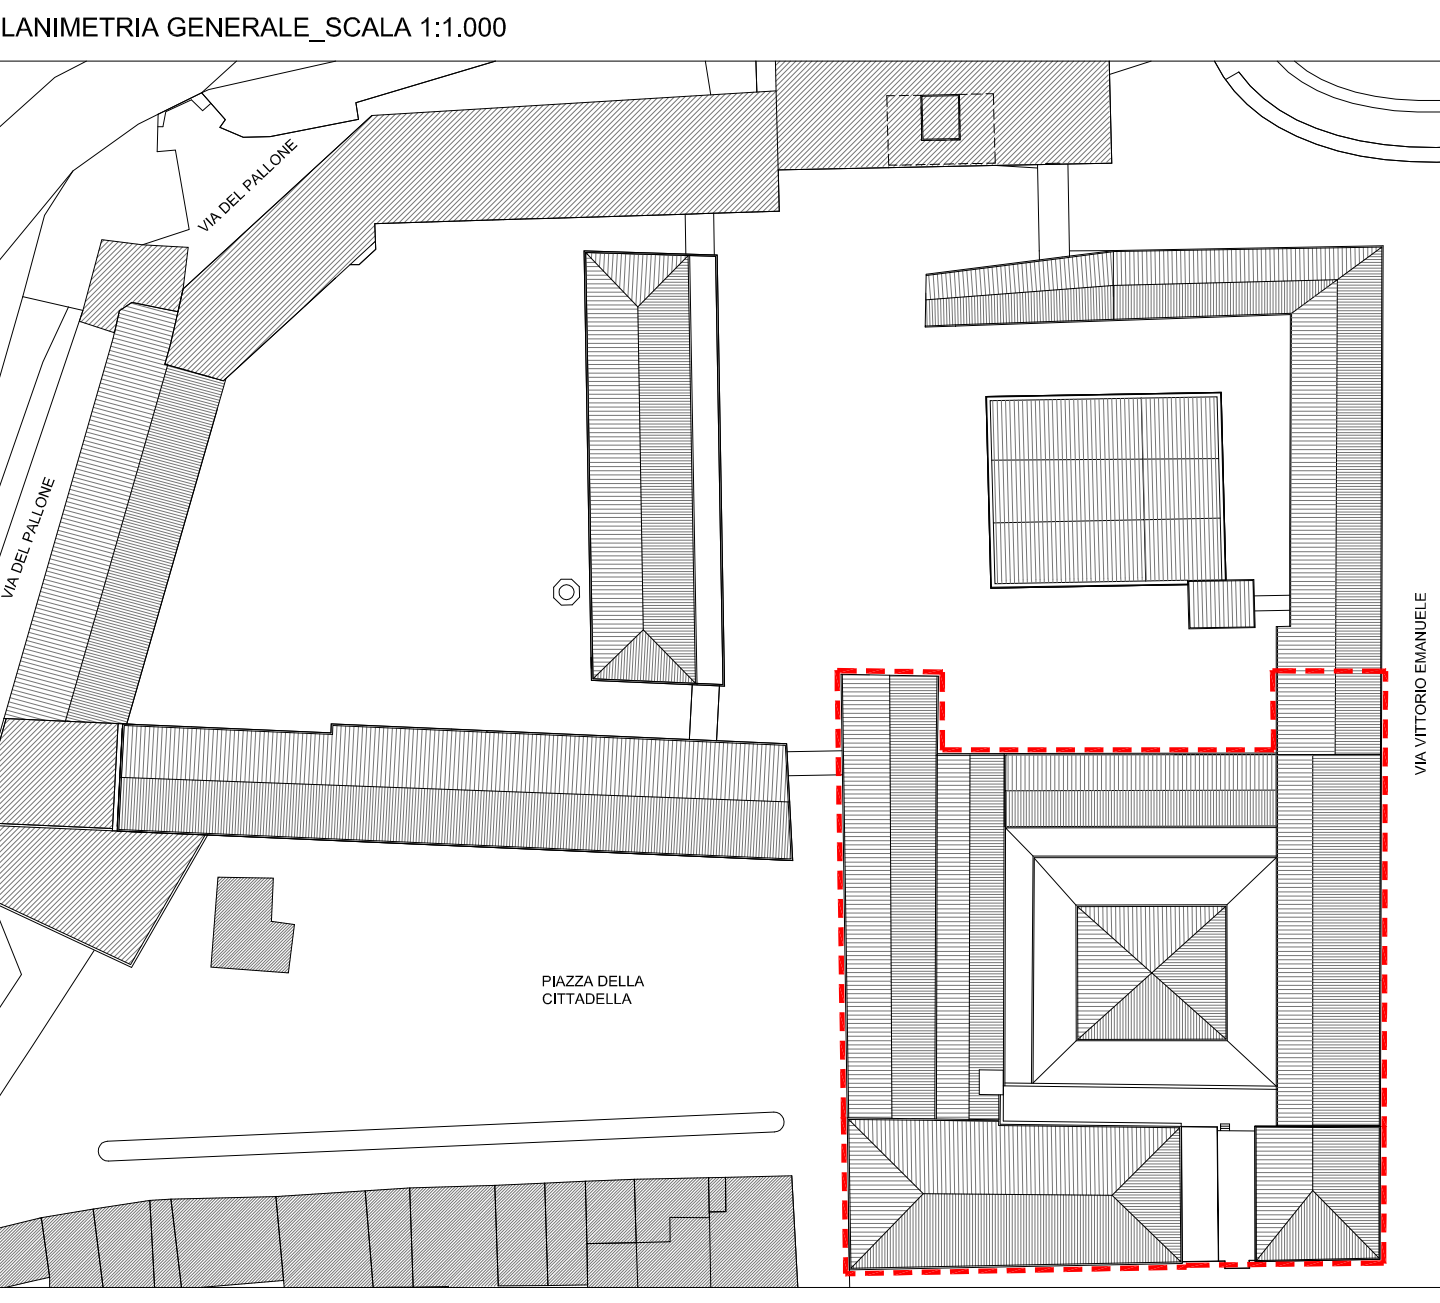 LANIMETRIA GENERALE_SCALA 1:1.000
VIA DEL PALLONE
VIA DEL PALLONE
VIA VITTORIO EMANUELE
PIAZZA DELLA
CITTADELLA